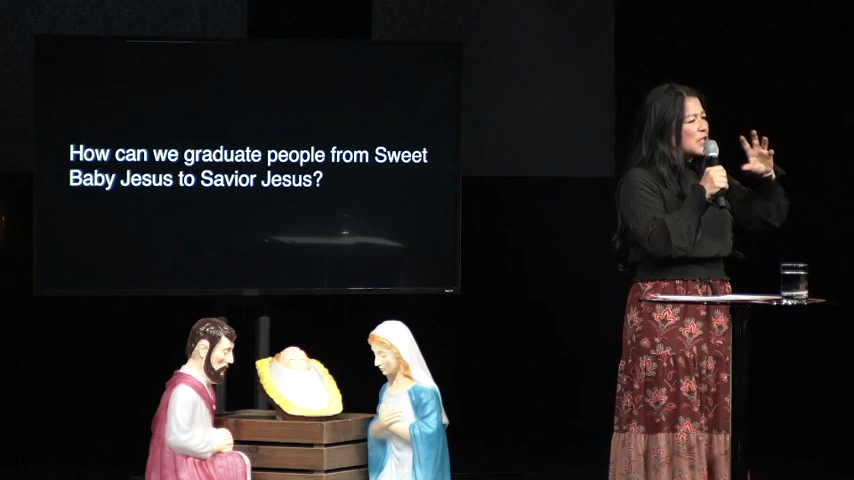 How can we graduate people from Sweet
Baby Jesus to Savior Jesus?